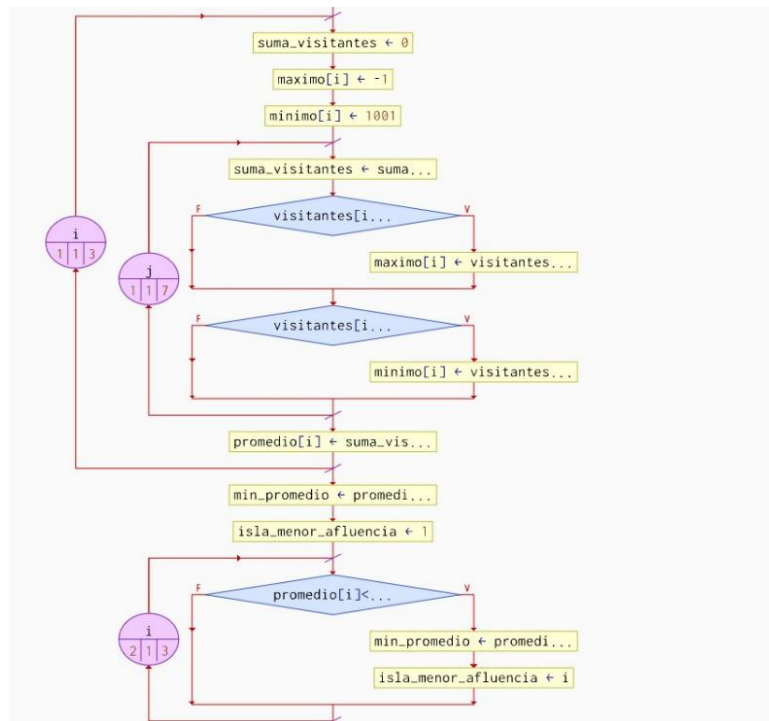 suma_visitantes ← 0
maximo[i] ← -1
minimo[i] ← 1001
suma_visitantes ← suma...
F
visitantes[i...
V
i
1 1 3
maximo[i] ← visitantes...
j
1 1 7
F
visitantes[i...
V
minimo[i] ← visitantes...
promedio[i] ← suma_vis...
min_promedio ← promedi...
isla_menor_afluencia ← 1
F
promedio[i]<...
V
i
2 1 3
min_promedio ← promedi...
isla_menor_afluencia ← i